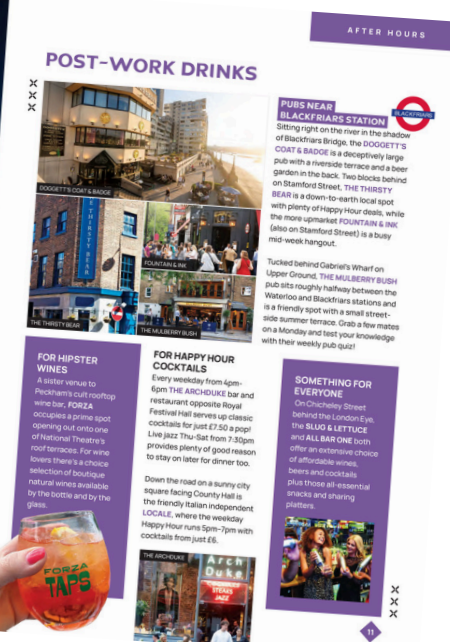 AFTER HOURS
POST-WORK DRINKS
PUBS NEAR
BLACKFRIARS STATION
BLACKFRIARS
Sitting right on the river in the shadow
of Blackfriars Bridge, the DOGGETT'S
COAT & BADGE is a deceptively large
pub with a riverside terrace and a beer
garden in the back. Two blocks behind
on Stamford Street, THE THIRSTY
BEAR is a down-to-earth local spot
with plenty of Happy Hour deals, while
the more upmarket FOUNTAIN & INK
(also on Stamford Street) is a busy
mid-week hangout.
Tucked behind Gabriel's Wharf on
Upper Ground, THE MULBERRY BUSH
pub sits roughly halfway between the
Waterloo and Blackfriars stations and
is a friendly spot with a small street-
side summer terrace. Grab a few mates
on a Monday and test your knowledge
with their weekly pub quiz!
DOGGETT'S COAT & BADGE
E THIRSTY BEAR
FOUNTAIN & INK
THE THIRSTY BEAR
THE MULBERRY BUSH
FOR HIPSTER
WINES
A sister venue to
Peckham's cult rooftop
wine bar, FORZA
occupies a prime spot
opening out onto one
of National Theatre's
roof terraces. For wine
lovers there's a choice
selection of boutique
natural wines available
by the bottle and by the
glass.
FORZA
TAPS
FOR HAPPY HOUR
COCKTAILS
Every weekday from 4pm-
6pm THE ARCHDUKE bar and
restaurant opposite Royal
Festival Hall serves up classic
cocktails for just £7.50 a pop!
Live jazz Thu-Sat from 7:30pm
provides plenty of good reason
to stay on later for dinner too.
Down the road on a sunny city
square facing County Hall is
the friendly Italian independent
LOCALE, where the weekday
Happy Hour runs 5pm-7pm with
cocktails from just £6.
THE ARCHDUKE
Arch
Duke
STEAKS
JAZZ
SOMETHING FOR
EVERYONE
On Chicheley Street
behind the London Eye,
the SLUG & LETTUCE
and ALL BAR ONE both
offer an extensive choice
of affordable wines,
beers and cocktails
plus those all-essential
snacks and sharing
platters.
11